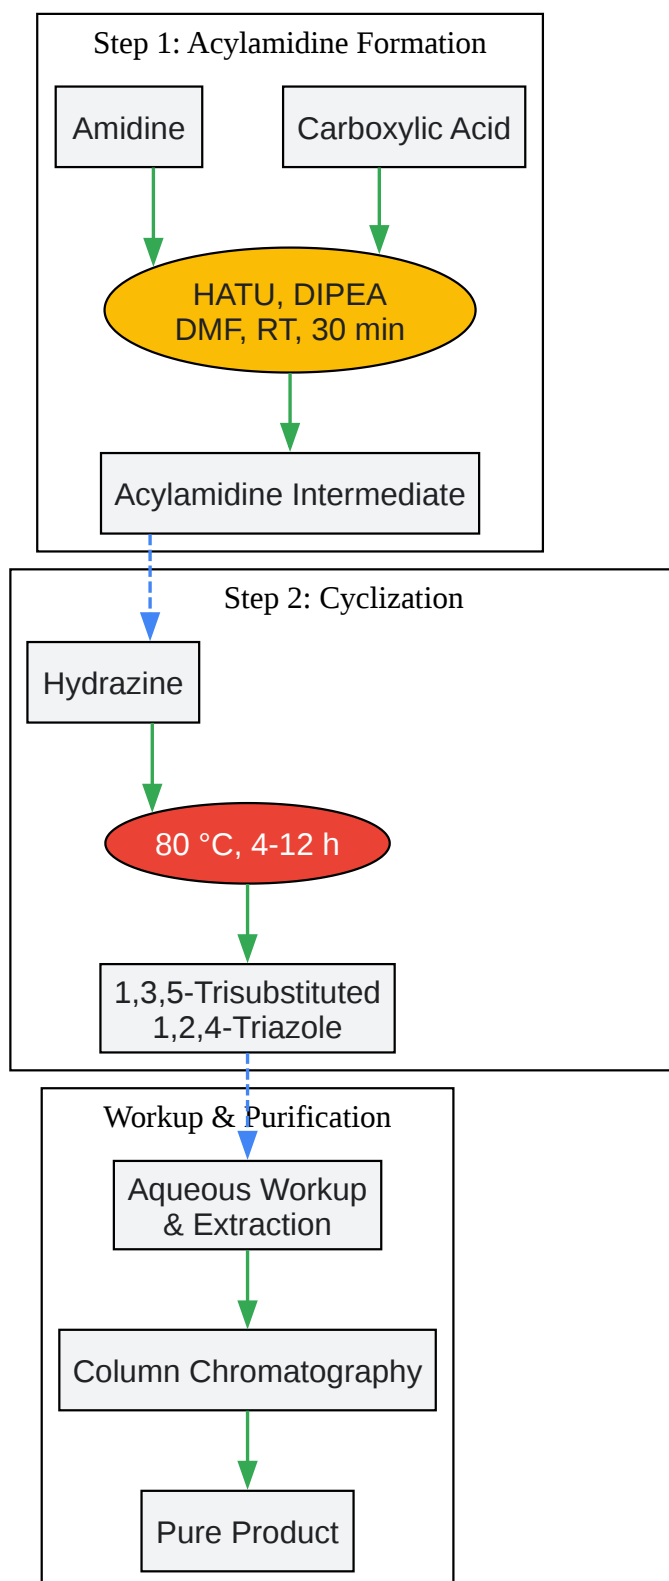 Step 1: Acylamidine Formation
Amidine
Carboxylic Acid
HATU, DIPEA
DMF, RT, 30 min
Acylamidine Intermediate
Step 2: Cyclization
Hydrazine
80 °C, 4-12 h
1,3,5-Trisubstituted
1,2,4-Triazole
Workup & Purification
Aqueous Workup
& Extraction
Column Chromatography
Pure Product